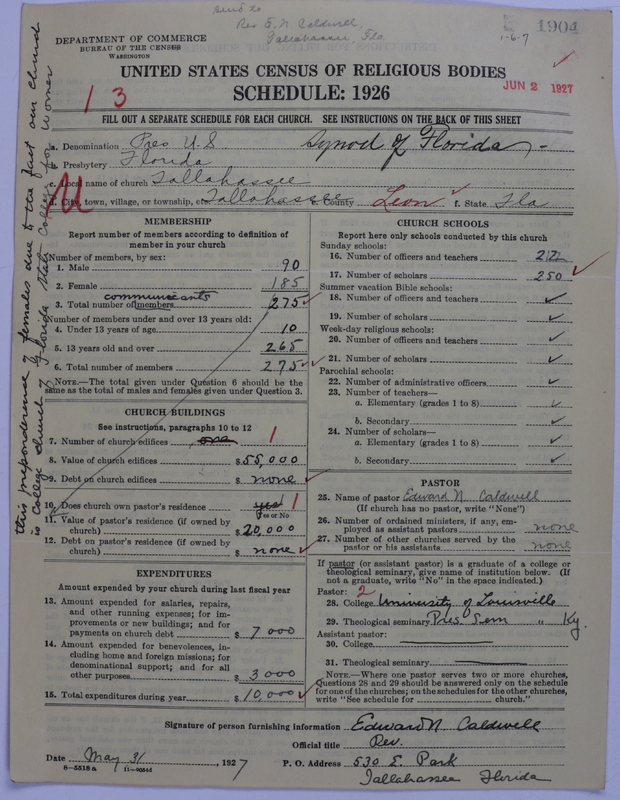 Send to
Rev E. N. Caldwell,
Tallahassee, Fla
1904
1-6-7
DEPARTMENT OF COMMERCE
BUREAU OF THE CENSUS
WASHINGTON
UNITED STATES CENSUS OF RELIGIOUS BODIES
SCHEDULE: 1926
JUN 2 1927
13
FILL OUT A SEPARATE SCHEDULE FOR EACH CHURCH. SEE INSTRUCTIONS ON THE BACK OF THIS SHEET
a. Denomination Pres U.S Synod of Florida -
b. Presbytery Florida
c. Local name of church Tallahassee
d. City, town, village, or township, etc. Tallahassee e. County Leon f. State Fla
this preponderance of females due to the fact our church
is college church of Florida State College for Women
MEMBERSHIP
Report number of members according to definition of
member in your church
Number of members, by sex:
1. Male 90
2. Female 185
communicants
3. Total number of members 275
Number of members under and over 13 years old:
4. Under 13 years of age 10
5. 13 years old and over 265
6. Total number of members 275
NOTE.—The total given under Question 6 should be the
same as the total of males and females given under Question 3.
CHURCH BUILDINGS
See instructions, paragraphs 10 to 12
7. Number of church edifices one 1
8. Value of church edifices $55,000
9. Debt on church edifices $ none
10. Does church own pastor's residence yes 1
Yes or No
11. Value of pastor's residence (if owned by
church) $20,000
12. Debt on pastor's residence (if owned by
church) $ none
EXPENDITURES
Amount expended by church during last fiscal year
13. Amount expended for salaries, repairs,
and other running expenses; for im-
provements or new buildings; and for
payments on church debt $ 7 000
14. Amount expended for benevolences, in-
cluding home and foreign missions; for
denominational support; and for all
other purposes $ 3 000
15. Total expenditures during year $10,000
CHURCH SCHOOLS
Report here only schools conducted by this church
Sunday schools:
16. Number of officers and teachers
17. Number of scholars 250
Summer vacation Bible schools:
18. Number of officers and teachers
19. Number of scholars
Week-day religious schools:
20. Number of officers and teachers
21. Number of scholars
Parochial schools:
22. Number of administrative officers
23. Number of teachers—
a. Elementary (grades 1 to 8)
b. Secondary
24. Number of scholars—
a. Elementary (grades 1 to 8)
b. Secondary
PASTOR
25. Name of pastor Edward N. Caldwell
(If church has no pastor, write "None")
26. Number of ordained ministers, if any, em-
ployed as assistant pastors none
27. Number of other churches served by the
pastor or his assistants none
If pastor (or assistant pastor) is a graduate of a college or
theological seminary, give name of institution below. (If
not a graduate, write "No" in the space indicated.)
Pastor: 2
28. College University of Louisville
29. Theological seminary Pres Sem " Ky.
Assistant pastor:
30. College
31. Theological seminary
NOTE.—Where one pastor serves two or more churches,
Questions 28 and 29 should be answered only on the schedule
for one of the churches; on the schedules for the other churches,
write "See schedule for church."
Signature of person furnishing information Edward N. Caldwell
Official title Rev.
Date May 31, 1927 P. O. Address 530 E. Park
8-5518a 11-9056d Tallahassee Florida